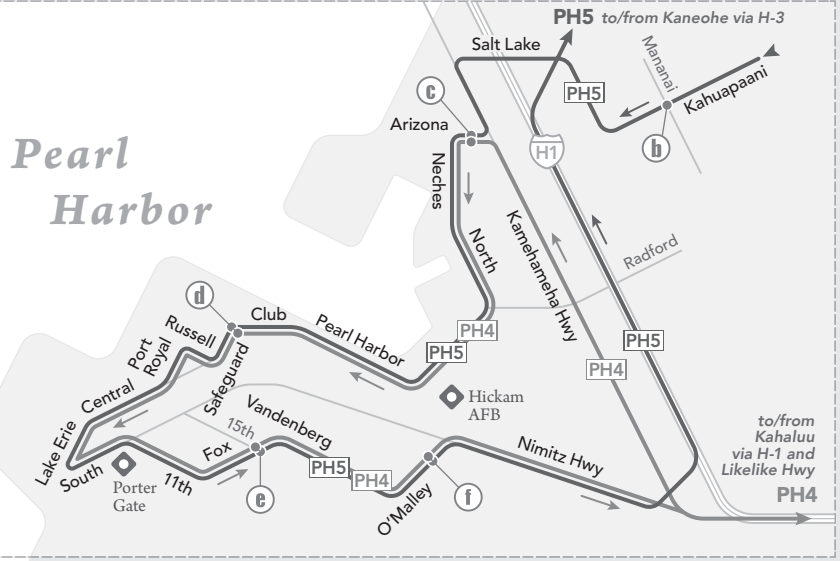 PH5 to/from Kaneohe via H-3
Salt Lake
Mananai
Kahuapaani
PH5
c
b
Arizona
H1
Pearl
Harbor
Neches
North
Kamehameha Hwy
Radford
d
Club
Pearl Harbor
PH4
PH5
PH5
PH4
Russell
Port
Royal
Safeguard
Central
Hickam
AFB
Lake Erie
South
Porter
Gate
11th
Fox
15th
Vandenberg
PH5
PH4
e
O'Malley
f
Nimitz Hwy
to/from
Kahaluu
via H-1 and
Likelike Hwy
PH4